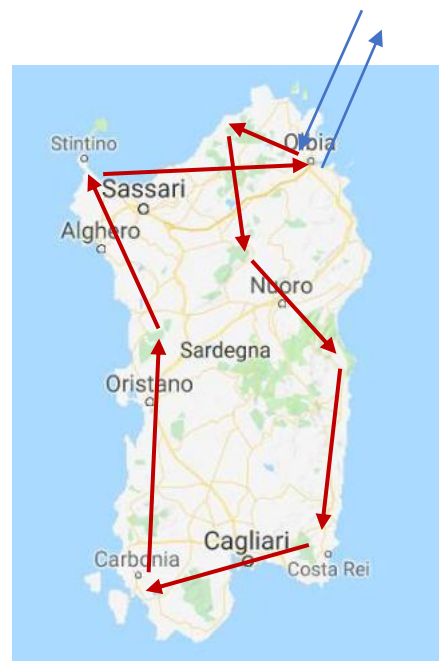 Olbia
Stintino
Sassari
Alghero
Nuoro
Sardegna
Oristano
Cagliari
Carbonia
Costa Rei